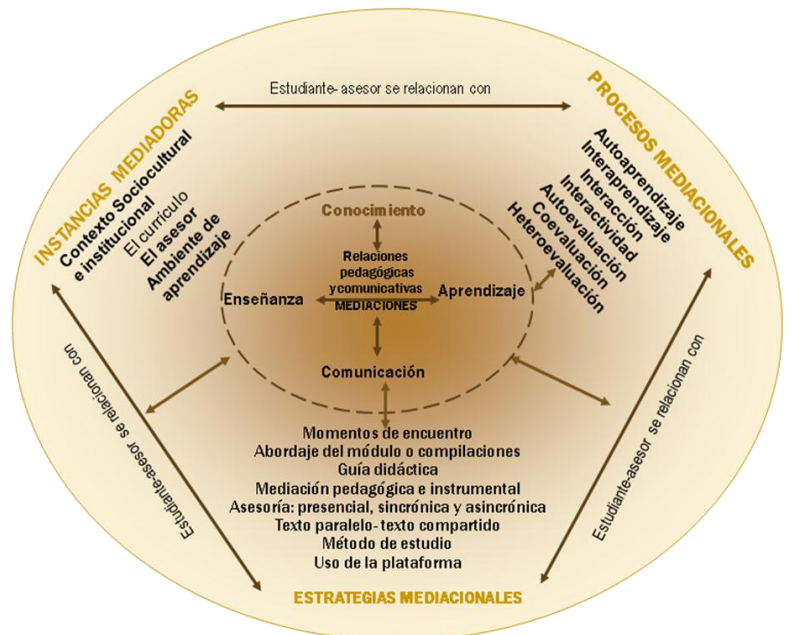 Estudiante- asesor se relacionan con
INSTANCIAS MEDIADORAS
Contexto Sociocultural
e institucional
El currículo
El asesor
Ambiente de
aprendizaje
PROCESOS MEDIACIONALES
Autoaprendizaje
Interaprendizaje
Interacción
Interactividad
Autoevaluación
Coevaluación
Heteroevaluación
Conocimiento
Relaciones
pedagógicas
y comunicativas
MEDIACIONES
Enseñanza
Aprendizaje
Comunicación
Estudiante-asesor se relacionan con
Estudiante-asesor se relacionan con
Momentos de encuentro
Abordaje del módulo o compilaciones
Guía didáctica
Mediación pedagógica e instrumental
Asesoría: presencial, sincrónica y asincrónica
Texto paralelo- texto compartido
Método de estudio
Uso de la plataforma
ESTRATEGIAS MEDIACIONALES